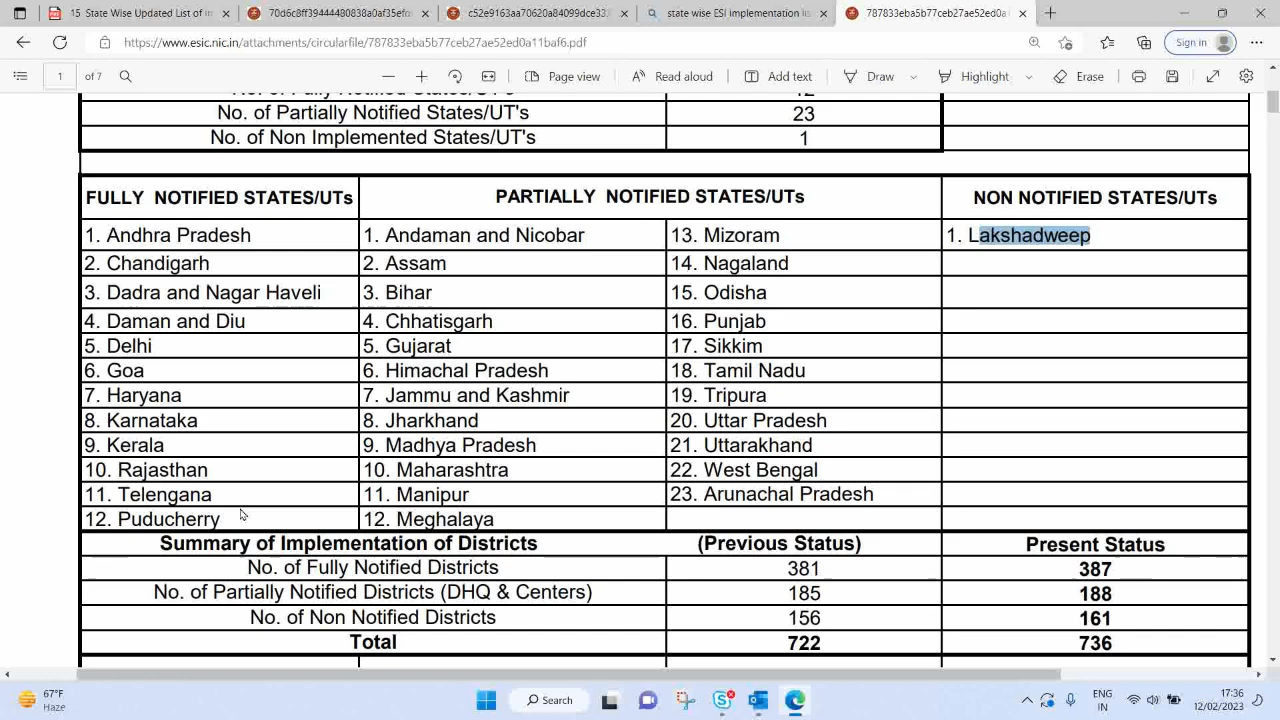 15 State Wise Updated List of in
70d6c8ff39444480838a0af35efo
c52e9163aa70620a84099dce33
state wise ESI implementation lis
787833eba5b77ceb27ae52ed0a1
https://www.esic.nic.in/attachments/circularfile/787833eba5b77ceb27ae52ed0a11baf6.pdf
Sign in
1 of 7
Page view
Read aloud
Add text
Draw
Highlight
Erase
No. of Fully Notified States/UT's 12
No. of Partially Notified States/UT's 23
No. of Non Implemented States/UT's 1
FULLY NOTIFIED STATES/UTs PARTIALLY NOTIFIED STATES/UTs NON NOTIFIED STATES/UTs
1. Andhra Pradesh 1. Andaman and Nicobar 13. Mizoram 1. Lakshadweep
2. Chandigarh 2. Assam 14. Nagaland
3. Dadra and Nagar Haveli 3. Bihar 15. Odisha
4. Daman and Diu 4. Chhatisgarh 16. Punjab
5. Delhi 5. Gujarat 17. Sikkim
6. Goa 6. Himachal Pradesh 18. Tamil Nadu
7. Haryana 7. Jammu and Kashmir 19. Tripura
8. Karnataka 8. Jharkhand 20. Uttar Pradesh
9. Kerala 9. Madhya Pradesh 21. Uttarakhand
10. Rajasthan 10. Maharashtra 22. West Bengal
11. Telengana 11. Manipur 23. Arunachal Pradesh
12. Puducherry 12. Meghalaya
Summary of Implementation of Districts (Previous Status) Present Status
No. of Fully Notified Districts 381 387
No. of Partially Notified Districts (DHQ & Centers) 185 188
No. of Non Notified Districts 156 161
Total 722 736
67°F
Haze
Search
ENG
IN
17:36
12/02/2023